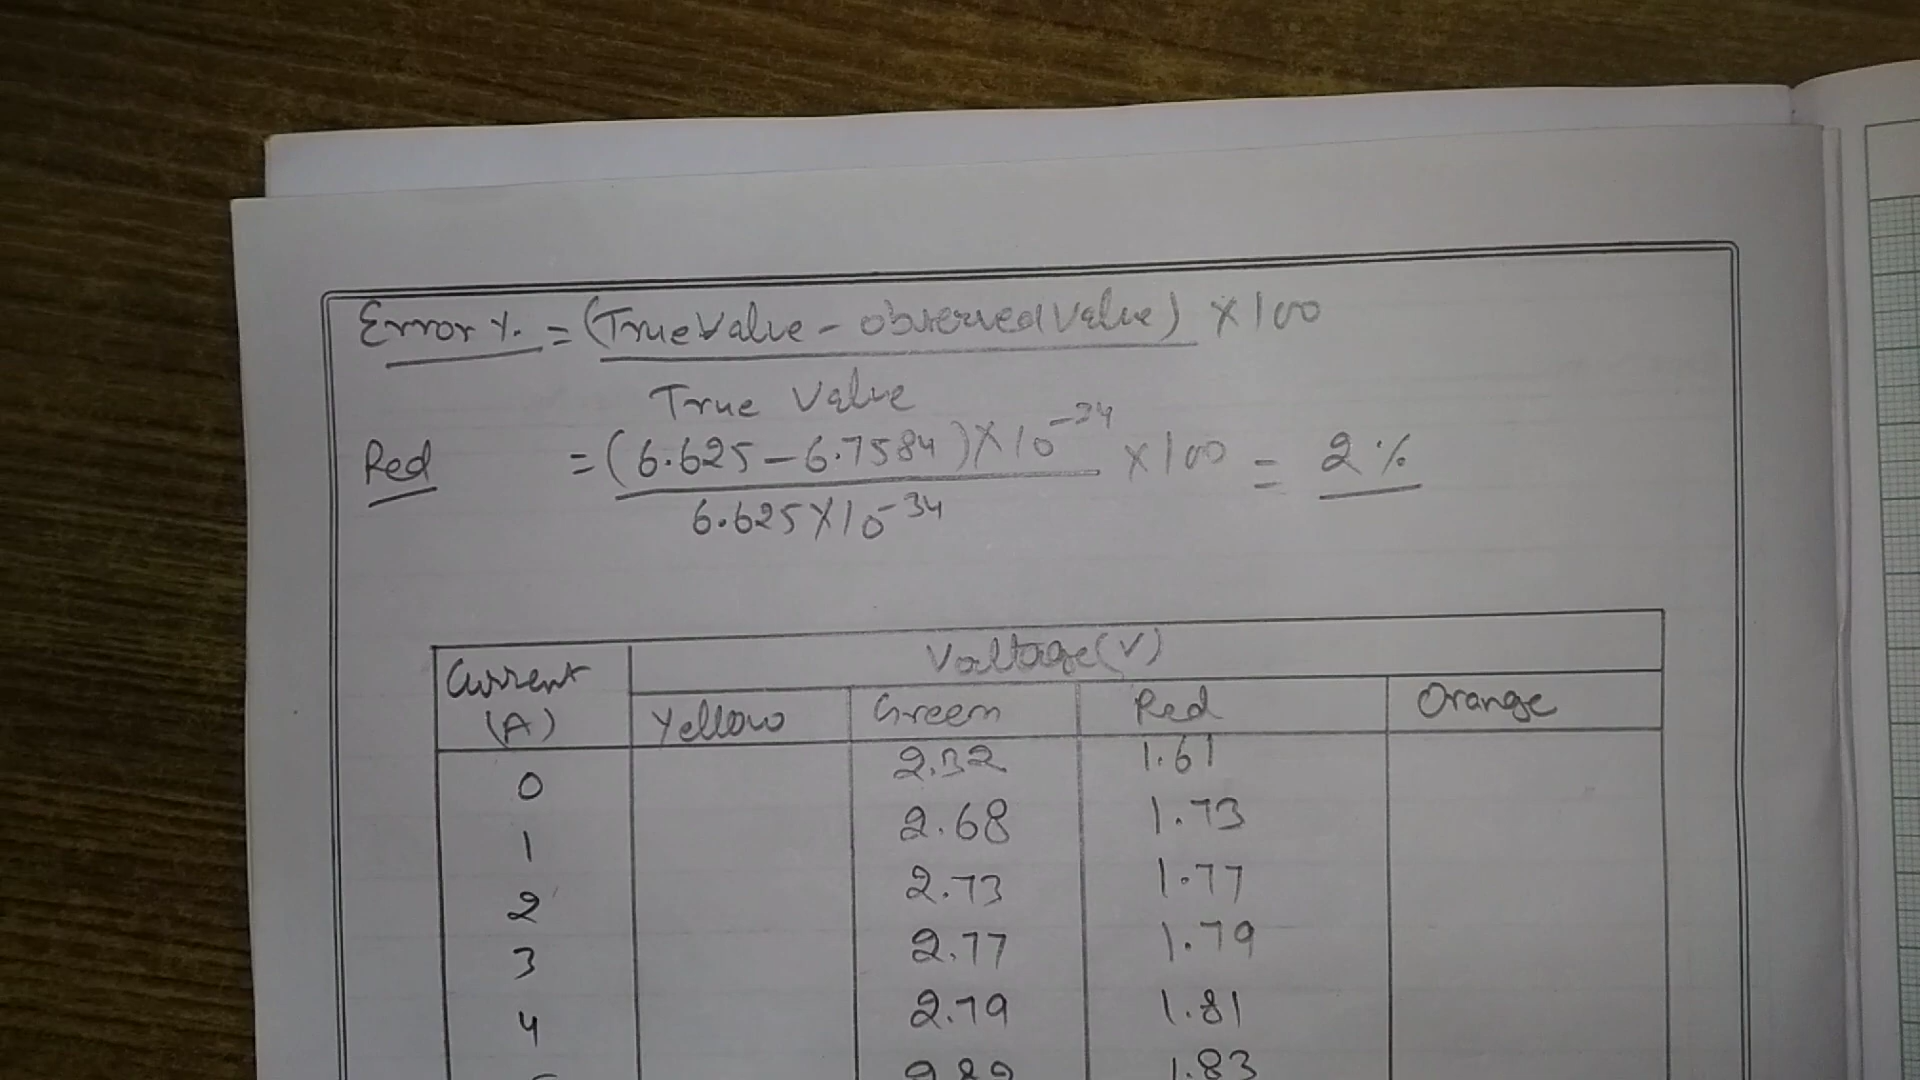 Error % = (True Value - observed Value) × 100
True Value
Red = (6.625 - 6.7584) × 10^-34 × 100 = 2 %
6.625 × 10^-34
Current (A) Voltage (V)
Yellow Green Red Orange
0 2.32 1.61
1 2.68 1.73
2 2.73 1.77
3 2.77 1.79
4 2.79 1.81
1.83